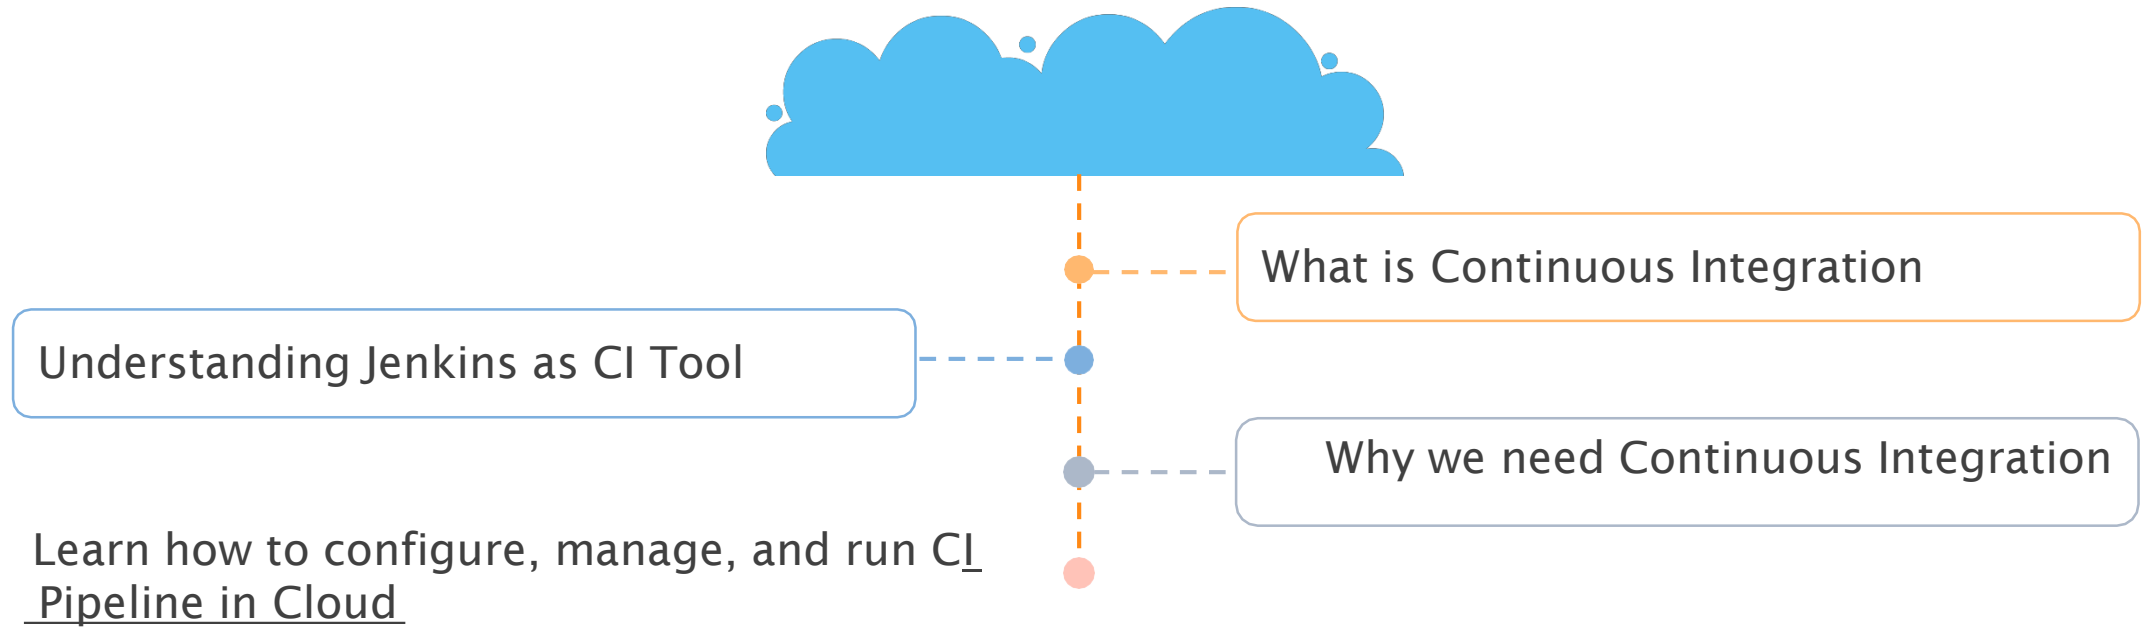 What is Continuous Integration
Understanding Jenkins as CI Tool
Why we need Continuous Integration
Learn how to configure, manage, and run CI
Pipeline in Cloud